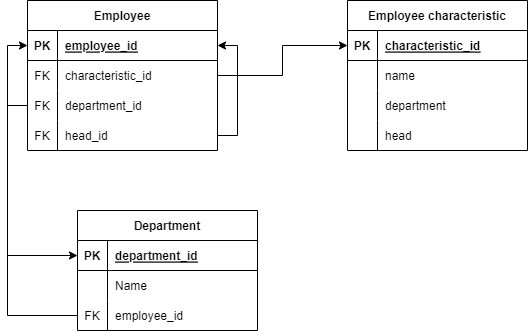 Employee
PK employee_id
FK characteristic_id
FK department_id
FK head_id
Employee characteristic
PK characteristic_id
name
department
head
Department
PK department_id
Name
FK employee_id